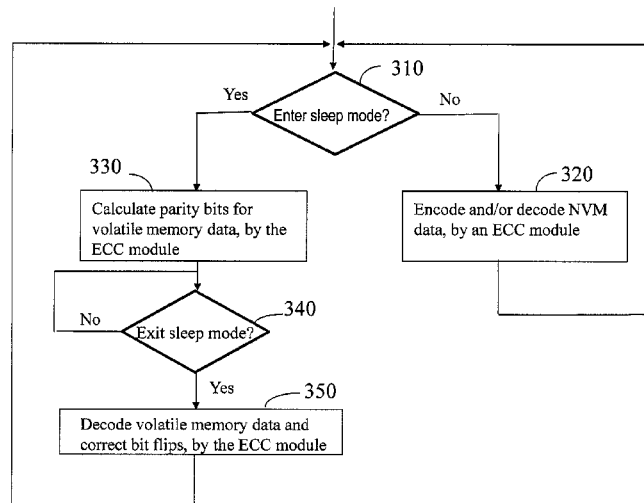 310
Yes
Enter sleep mode?
No
330
320
Calculate parity bits for
volatile memory data, by the
ECC module
Encode and/or decode NVM
data, by an ECC module
340
No
Exit sleep mode?
Yes
350
Decode volatile memory data and
correct bit flips, by the ECC module